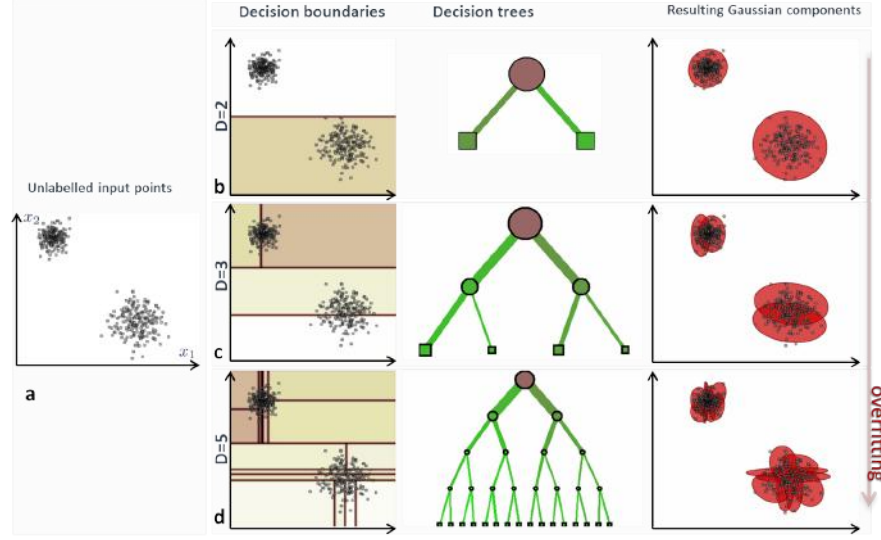 Decision boundaries
Decision trees
Resulting Gaussian components
D=2
b
Unlabelled input points
x₂
x₁
a
D=3
c
D=5
d
overfitting